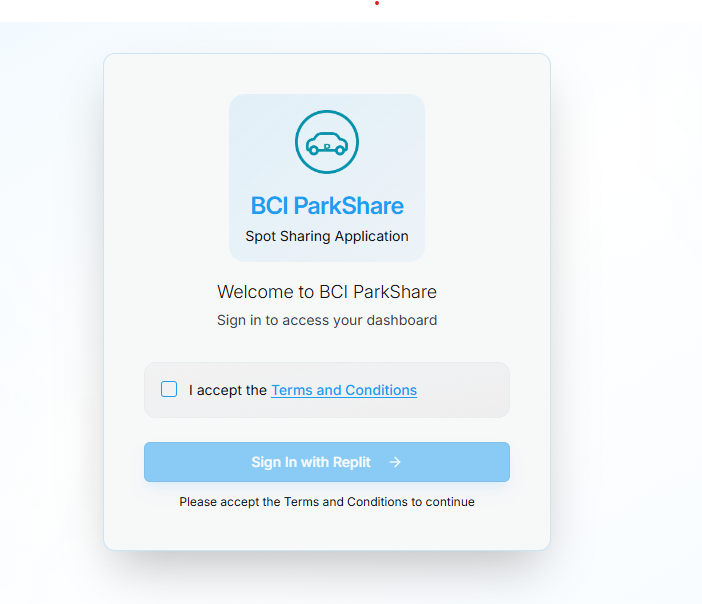 BCI ParkShare
Spot Sharing Application
Welcome to BCI ParkShare
Sign in to access your dashboard
I accept the Terms and Conditions
Sign In with Replit →
Please accept the Terms and Conditions to continue